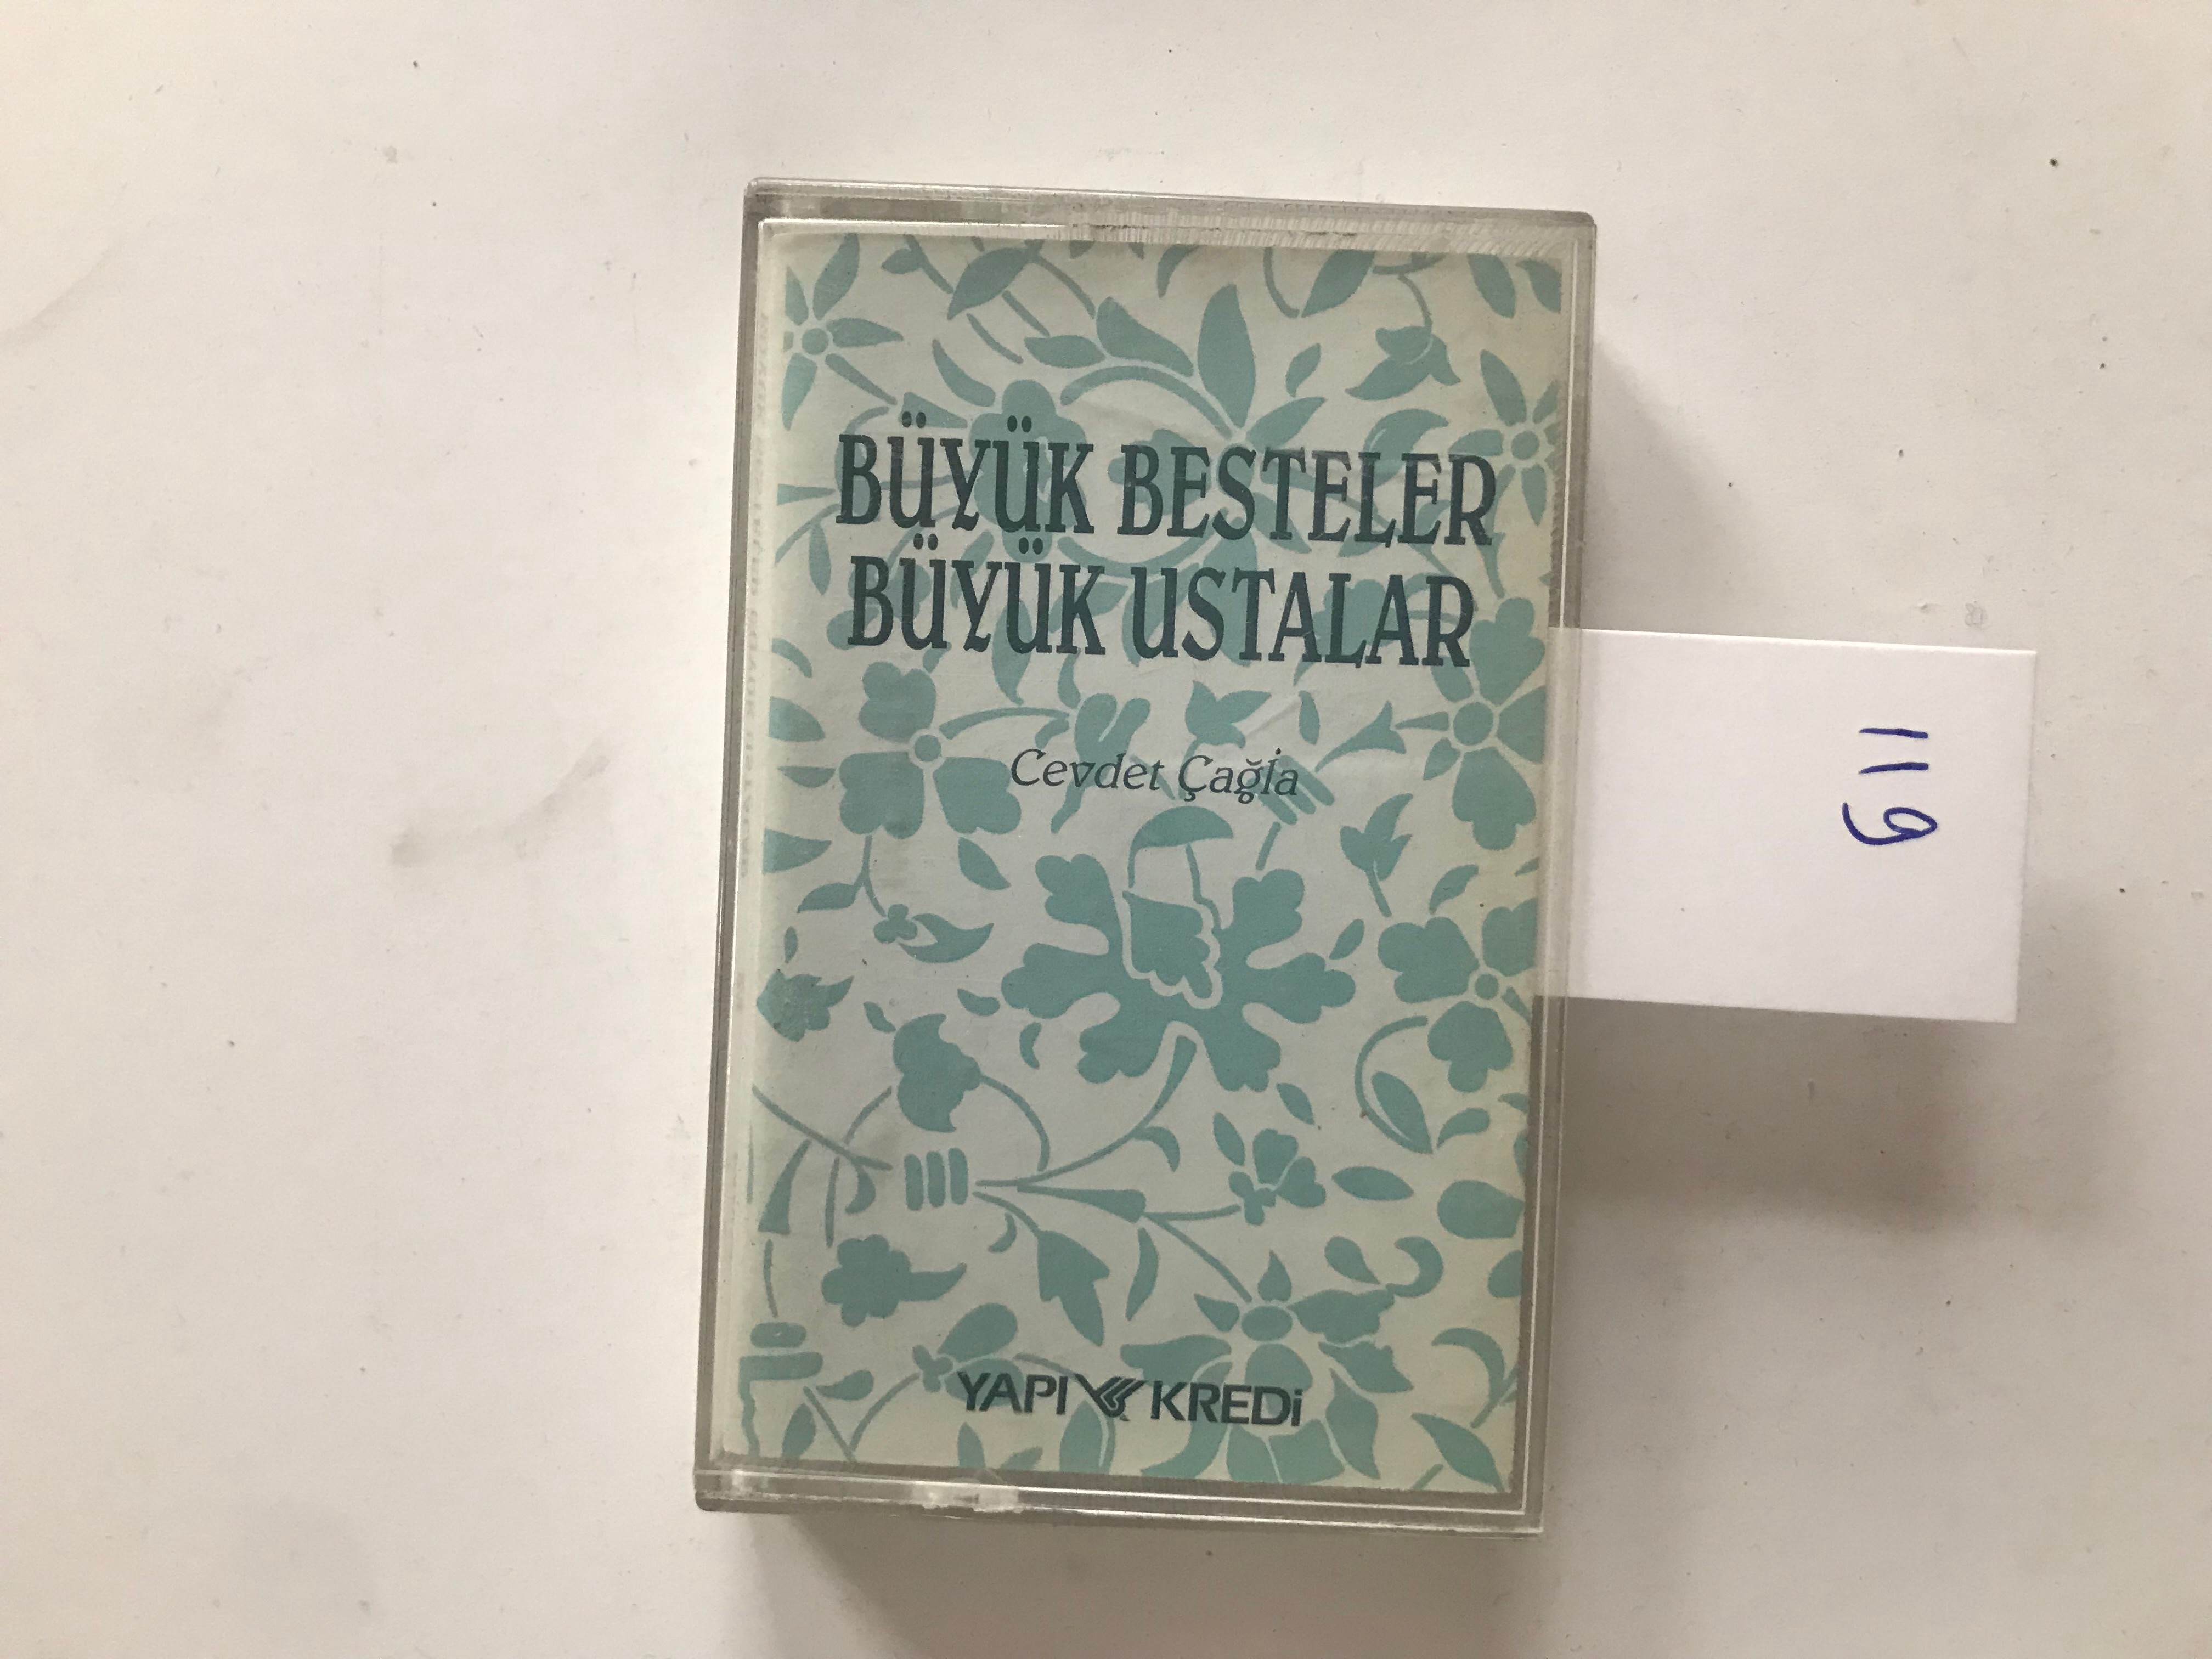 BÜYÜK BESTELER
BÜYÜK USTALAR
Cevdet Çağla
YAPI KREDİ
119